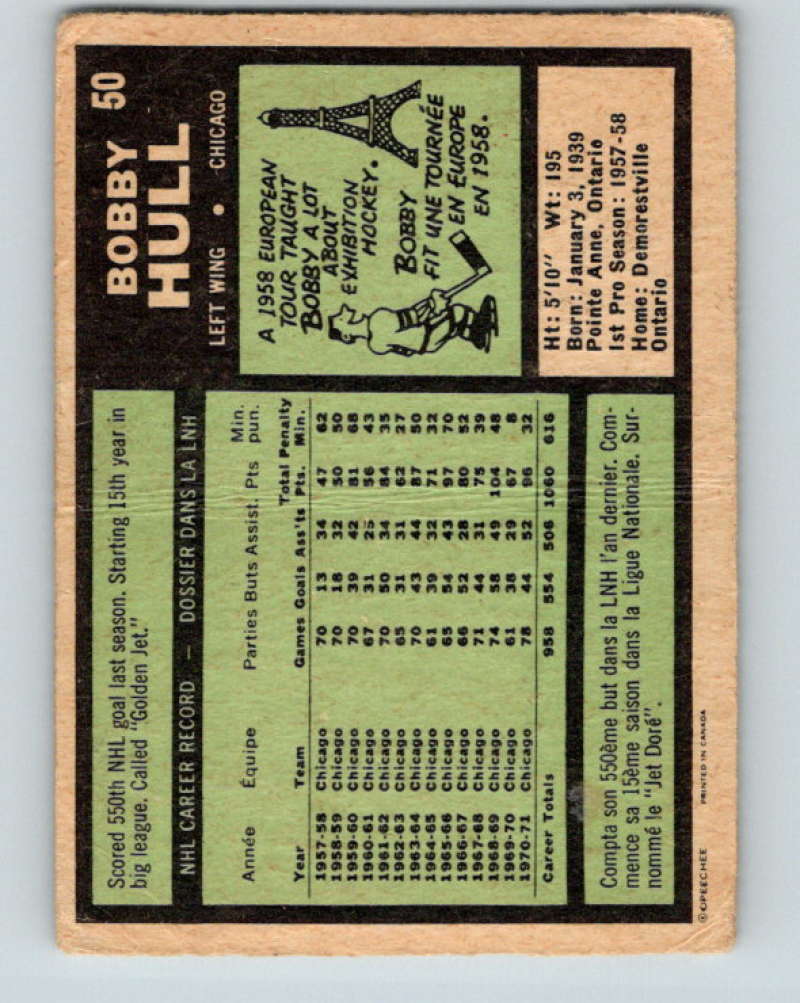 BOBBY 50
HULL
LEFT WING • CHICAGO
Scored 550th NHL goal last season. Starting 15th year in
big league. Called "Golden Jet."
NHL CAREER RECORD — DOSSIER DANS LA LNH
Année Équipe Parties Buts Assist. Pts Min. pun.
Year Team Games Goals Ass'ts Total Pts. Penalty Min.
1957-58 Chicago 70 13 34 47 62
1958-59 Chicago 70 18 32 50 50
1959-60 Chicago 70 39 42 81 68
1960-61 Chicago 67 31 25 56 43
1961-62 Chicago 70 50 34 84 35
1962-63 Chicago 65 31 31 62 27
1963-64 Chicago 70 43 44 87 50
1964-65 Chicago 61 39 32 71 32
1965-66 Chicago 65 54 43 97 70
1966-67 Chicago 66 52 28 80 52
1967-68 Chicago 71 44 31 75 39
1968-69 Chicago 74 58 49 104 48
1969-70 Chicago 61 38 29 67 8
1970-71 Chicago 78 44 52 96 32
Career Totals 958 554 506 1060 616
Compta son 550ème but dans la LNH l'an dernier. Com-
mence sa 15ème saison dans la Ligue Nationale. Sur-
nommé le "Jet Doré".
A 1958 EUROPEAN
TOUR TAUGHT
BOBBY A LOT
ABOUT
EXHIBITION
HOCKEY.
BOBBY
FIT UNE TOURNÉE
EN EUROPE
EN 1958.
Ht: 5'10" Wt: 195
Born: January 3, 1939
Pointe Anne, Ontario
1st Pro Season: 1957-58
Home: Demorestville
Ontario
©OPEECHEE PRINTED IN CANADA